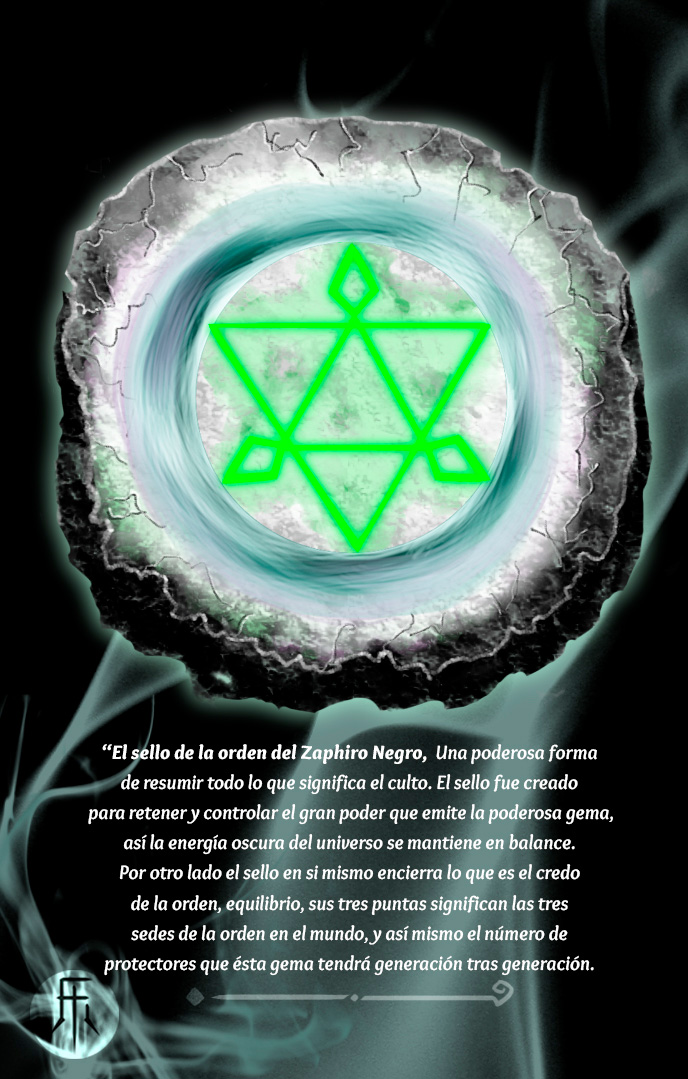 “El sello de la orden del Zaphiro Negro, Una poderosa forma
de resumir todo lo que significa el culto. El sello fue creado
para retener y controlar el gran poder que emite la poderosa gema,
así la energía oscura del universo se mantiene en balance.
Por otro lado el sello en si mismo encierra lo que es el credo
de la orden, equilibrio, sus tres puntas significan las tres
sedes de la orden en el mundo, y así mismo el número de
protectores que ésta gema tendrá generación tras generación.